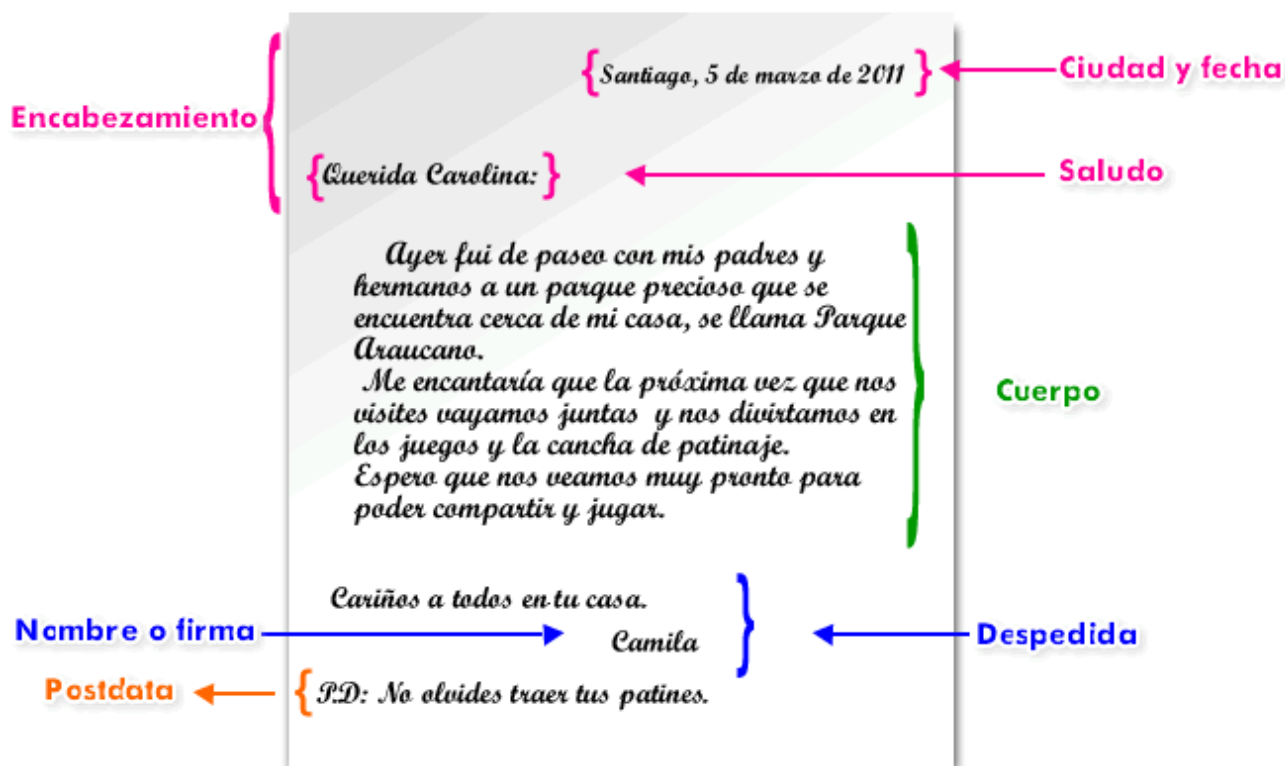 Santiago, 5 de marzo de 2011
Ciudad y fecha
Encabezamiento
Querida Carolina:
Saludo
Ayer fui de paseo con mis padres y
hermanos a un parque precioso que se
encuentra cerca de mi casa, se llama Parque
Araucano.
Me encantaría que la próxima vez que nos
visites vayamos juntas y nos divirtamos en
los juegos y la cancha de patinaje.
Espero que nos veamos muy pronto para
poder compartir y jugar.
Cuerpo
Cariños a todos en tu casa.
Nombre o firma
Camila
Despedida
Postdata
P.D: No olvides traer tus patines.